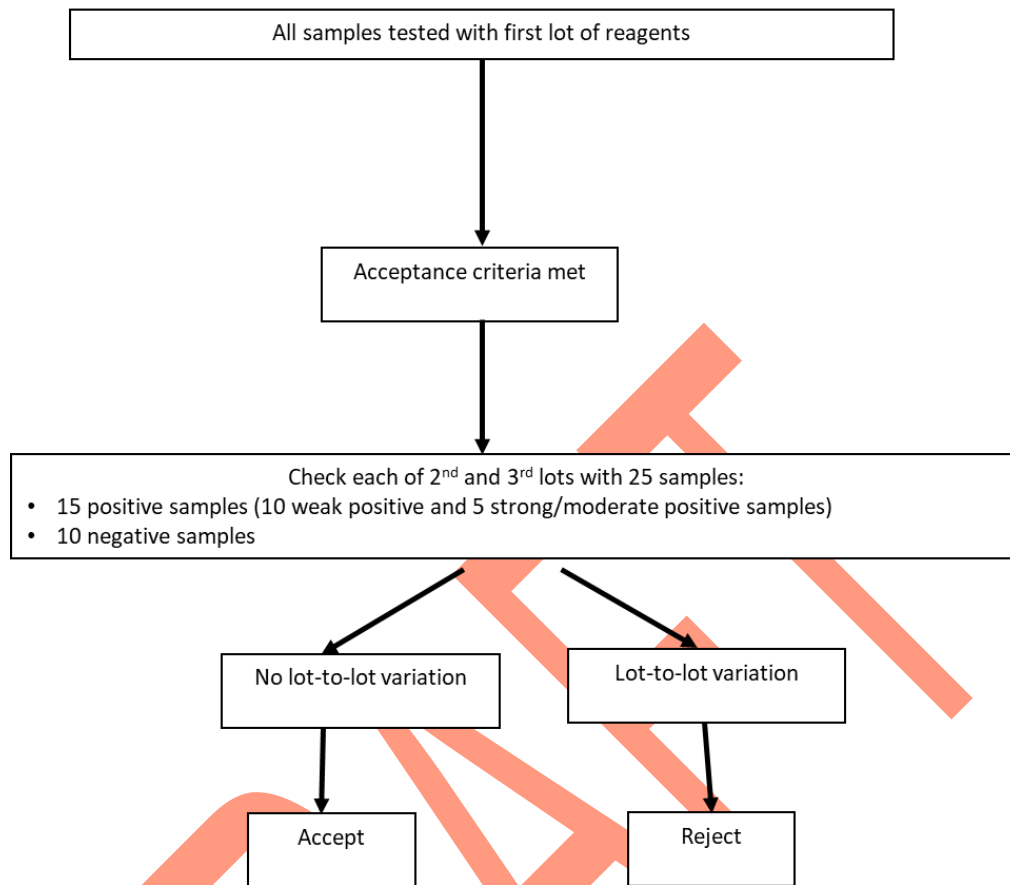 All samples tested with first lot of reagents
Acceptance criteria met
Check each of 2nd and 3rd lots with 25 samples:
• 15 positive samples (10 weak positive and 5 strong/moderate positive samples)
• 10 negative samples
No lot-to-lot variation
Lot-to-lot variation
Accept
Reject